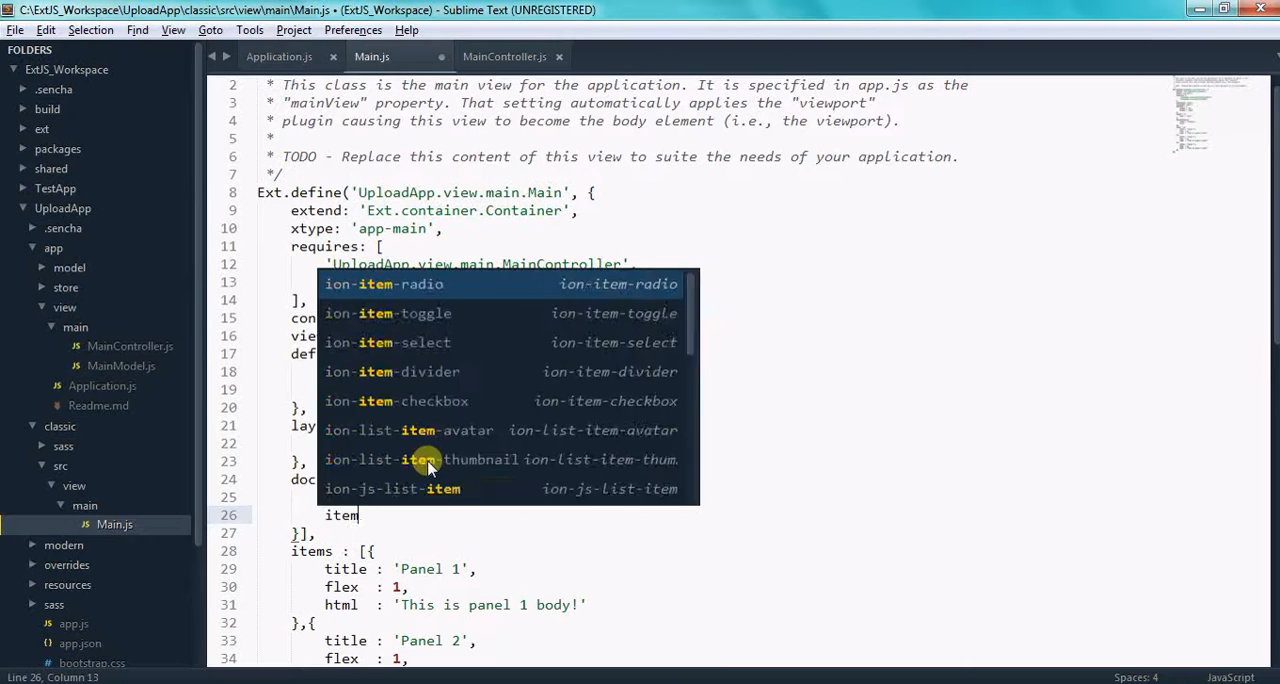 C:\ExtJS_Workspace\UploadApp\classic\src\view\main\Main.js • (ExtJS_Workspace) - Sublime Text (UNREGISTERED)
File Edit Selection Find View Goto Tools Project Preferences Help
FOLDERS
ExtJS_Workspace
.sencha
build
ext
packages
shared
TestApp
UploadApp
.sencha
app
model
store
view
main
MainController.js
MainModel.js
Application.js
Readme.md
classic
sass
src
view
main
Main.js
modern
overrides
resources
sass
app.js
app.json
bootstrap.css
Application.js Main.js MainController.js
2 * This class is the main view for the application. It is specified in app.js as the
3 * "mainView" property. That setting automatically applies the "viewport"
4 * plugin causing this view to become the body element (i.e., the viewport).
5 *
6 * TODO - Replace this content of this view to suite the needs of your application.
7 */
8 Ext.define('UploadApp.view.main.Main', {
9 extend: 'Ext.container.Container',
10 xtype: 'app-main',
11 requires: [
12 'UploadApp.view.main.MainController',
13
14 ],
15 con
16 vie
17 def
18
19
20 },
21 lay
22
23 },
24 doc
25
26 item
27 }],
28 items : [{
29 title : 'Panel 1',
30 flex : 1,
31 html : 'This is panel 1 body!'
32 },{
33 title : 'Panel 2',
34 flex : 1,
ion-item-radio ion-item-radio
ion-item-toggle ion-item-toggle
ion-item-select ion-item-select
ion-item-divider ion-item-divider
ion-item-checkbox ion-item-checkbox
ion-list-item-avatar ion-list-item-avatar
ion-list-item-thumbnail ion-list-item-thum.
ion-js-list-item ion-js-list-item
Line 26, Column 13 Spaces: 4 JavaScript